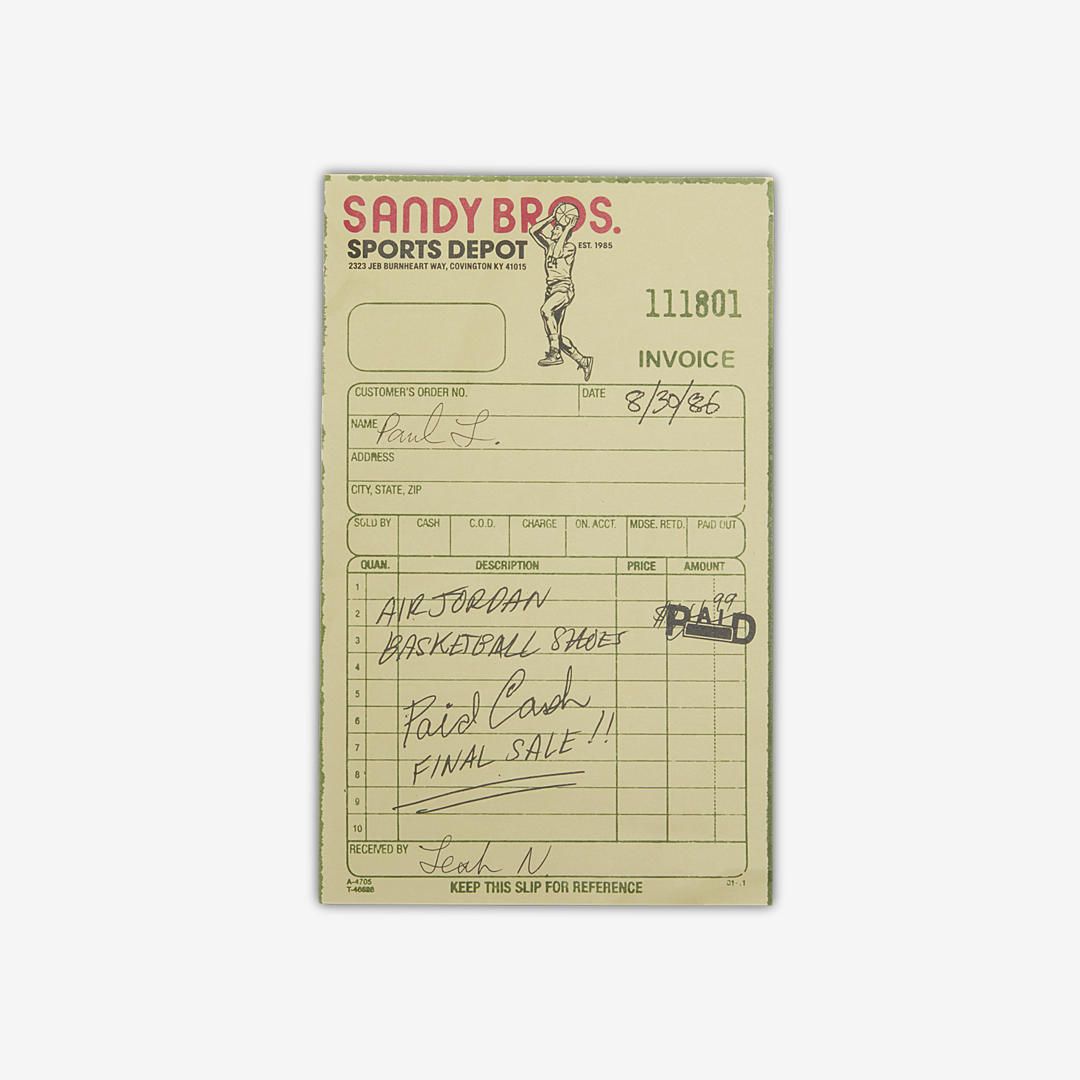 SANDY BROS.
SPORTS DEPOT
EST. 1985
2323 JEB BURNHEART WAY, COVINGTON KY 41015
24
111801
INVOICE
CUSTOMER'S ORDER NO. DATE 8/30/86
NAME Paul L.
ADDRESS
CITY, STATE, ZIP
SOLD BY CASH C.O.D. CHARGE ON. ACCT. MDSE. RETD. PAID OUT
QUAN. DESCRIPTION PRICE AMOUNT
1
2 AIR JORDAN
PAID
3 BASKETBALL SHOES
4
5
6 Paid Cash
7
8 FINAL SALE!!
9
10
RECEIVED BY Leah N.
A-4705
KEEP THIS SLIP FOR REFERENCE